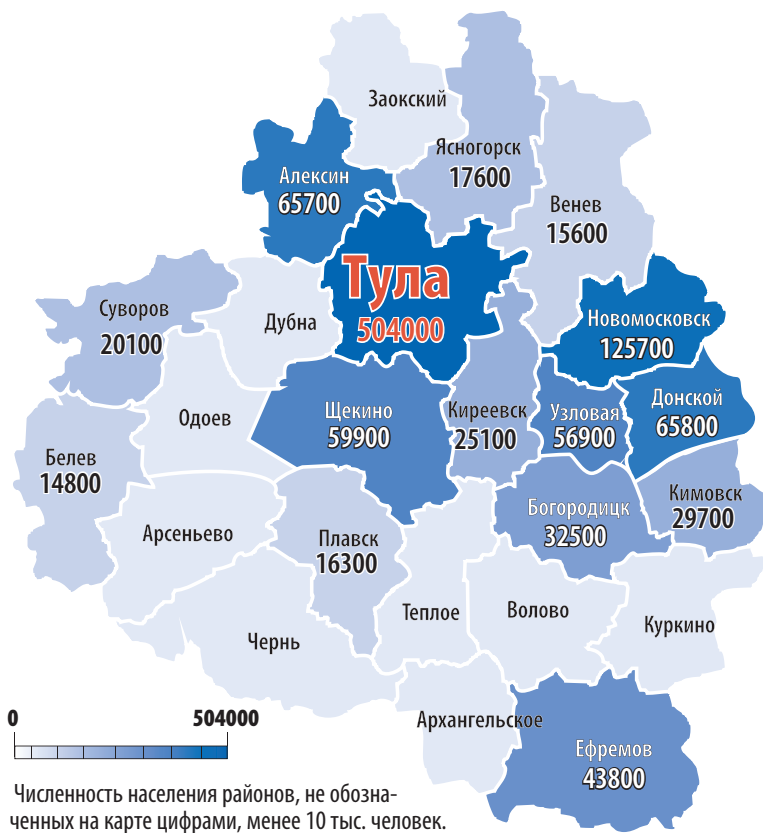 Заокский
Ясногорск
17600
Алексин
65700
Венев
15600
Тула
504000
Суворов
20100
Дубна
Новомосковск
125700
Щекино
59900
Киреевск
25100
Узловая
56900
Донской
65800
Одоев
Белев
14800
Богородицк
32500
Кимовск
29700
Арсеньево
Плавск
16300
Теплое
Волово
Куркино
Чернь
Архангельское
Ефремов
43800
0
504000
Численность населения районов, не обозна-
ченных на карте цифрами, менее 10 тыс. человек.